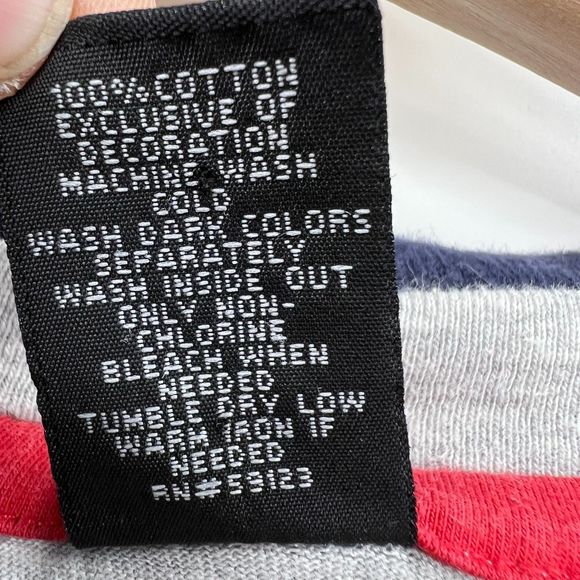 100% COTTON
EXCLUSIVE OF
DECORATION
MACHINE WASH
COLD
WASH DARK COLORS
SEPARATELY
WASH INSIDE OUT
ONLY NON-
CHLORINE
BLEACH WHEN
NEEDED
TUMBLE DRY LOW
WARM IRON IF
NEEDED